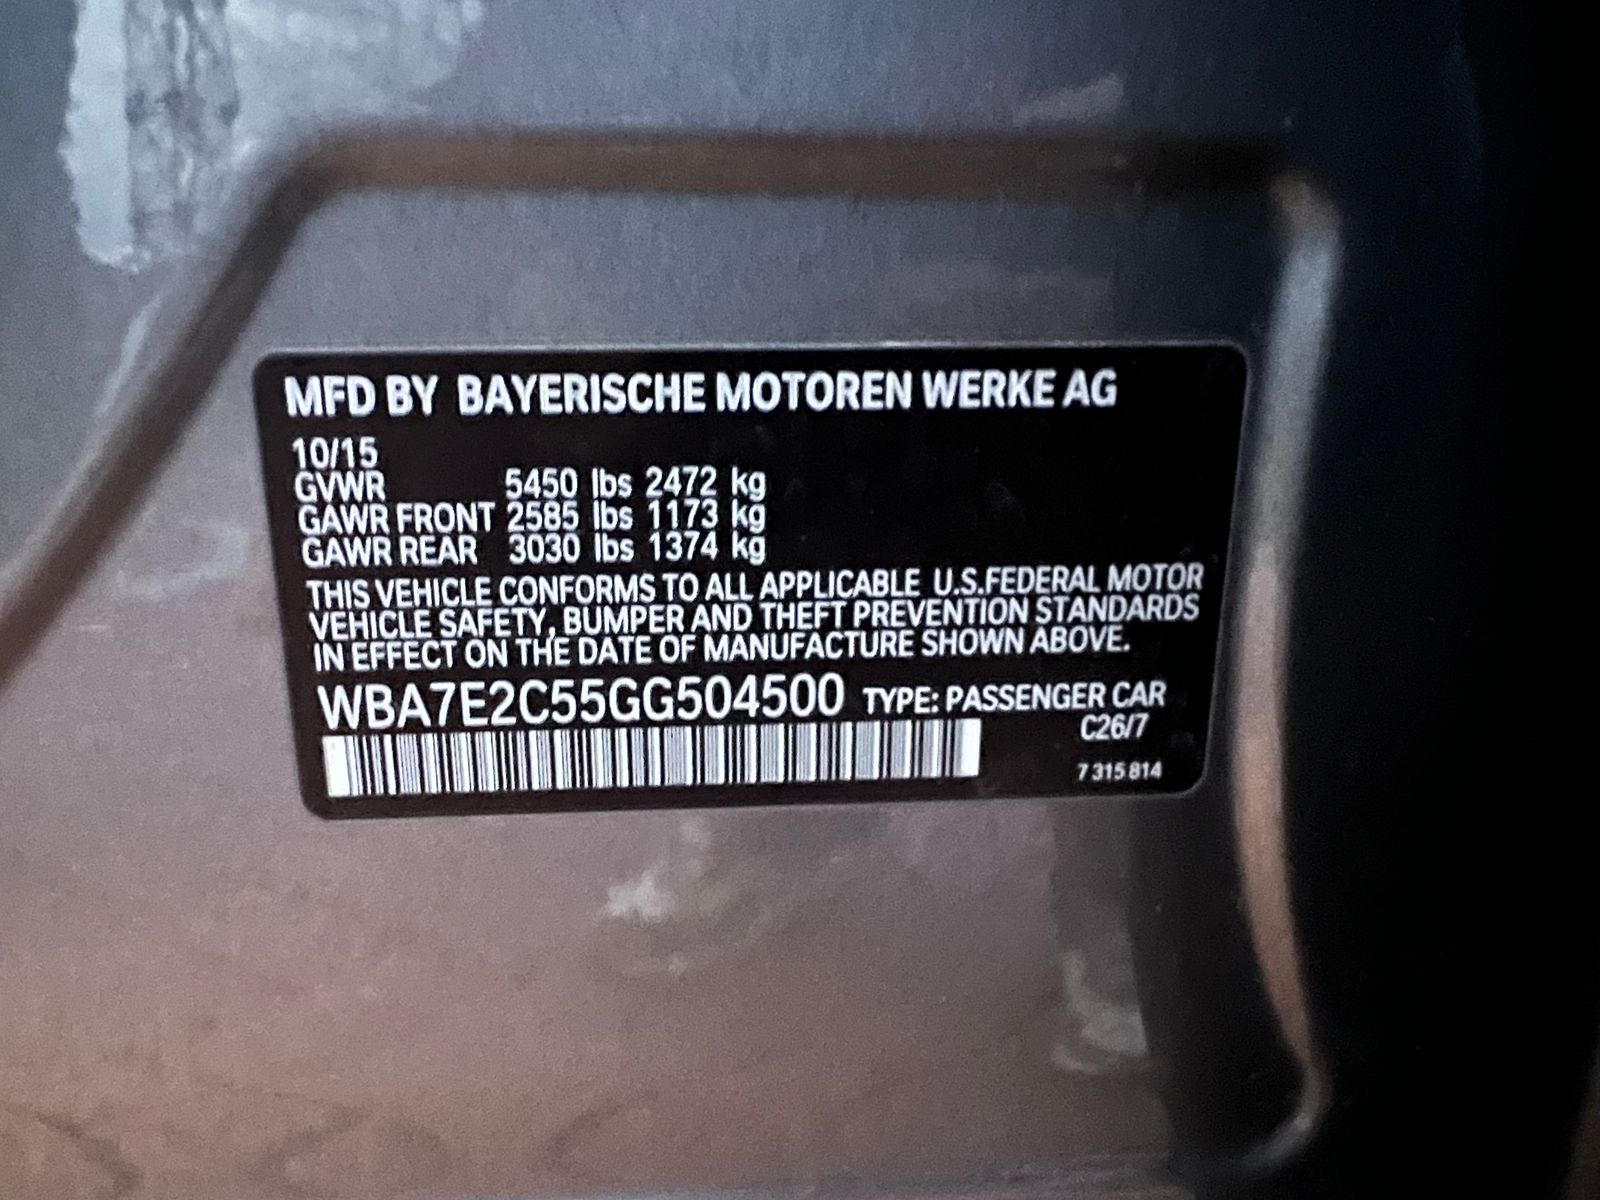 MFD BY BAYERISCHE MOTOREN WERKE AG
10/15
GVWR 5450 lbs 2472 kg
GAWR FRONT 2585 lbs 1173 kg
GAWR REAR 3030 lbs 1374 kg
THIS VEHICLE CONFORMS TO ALL APPLICABLE U.S.FEDERAL MOTOR
VEHICLE SAFETY, BUMPER AND THEFT PREVENTION STANDARDS
IN EFFECT ON THE DATE OF MANUFACTURE SHOWN ABOVE.
WBA7E2C55GG504500 TYPE: PASSENGER CAR
C26/7
7 315 814